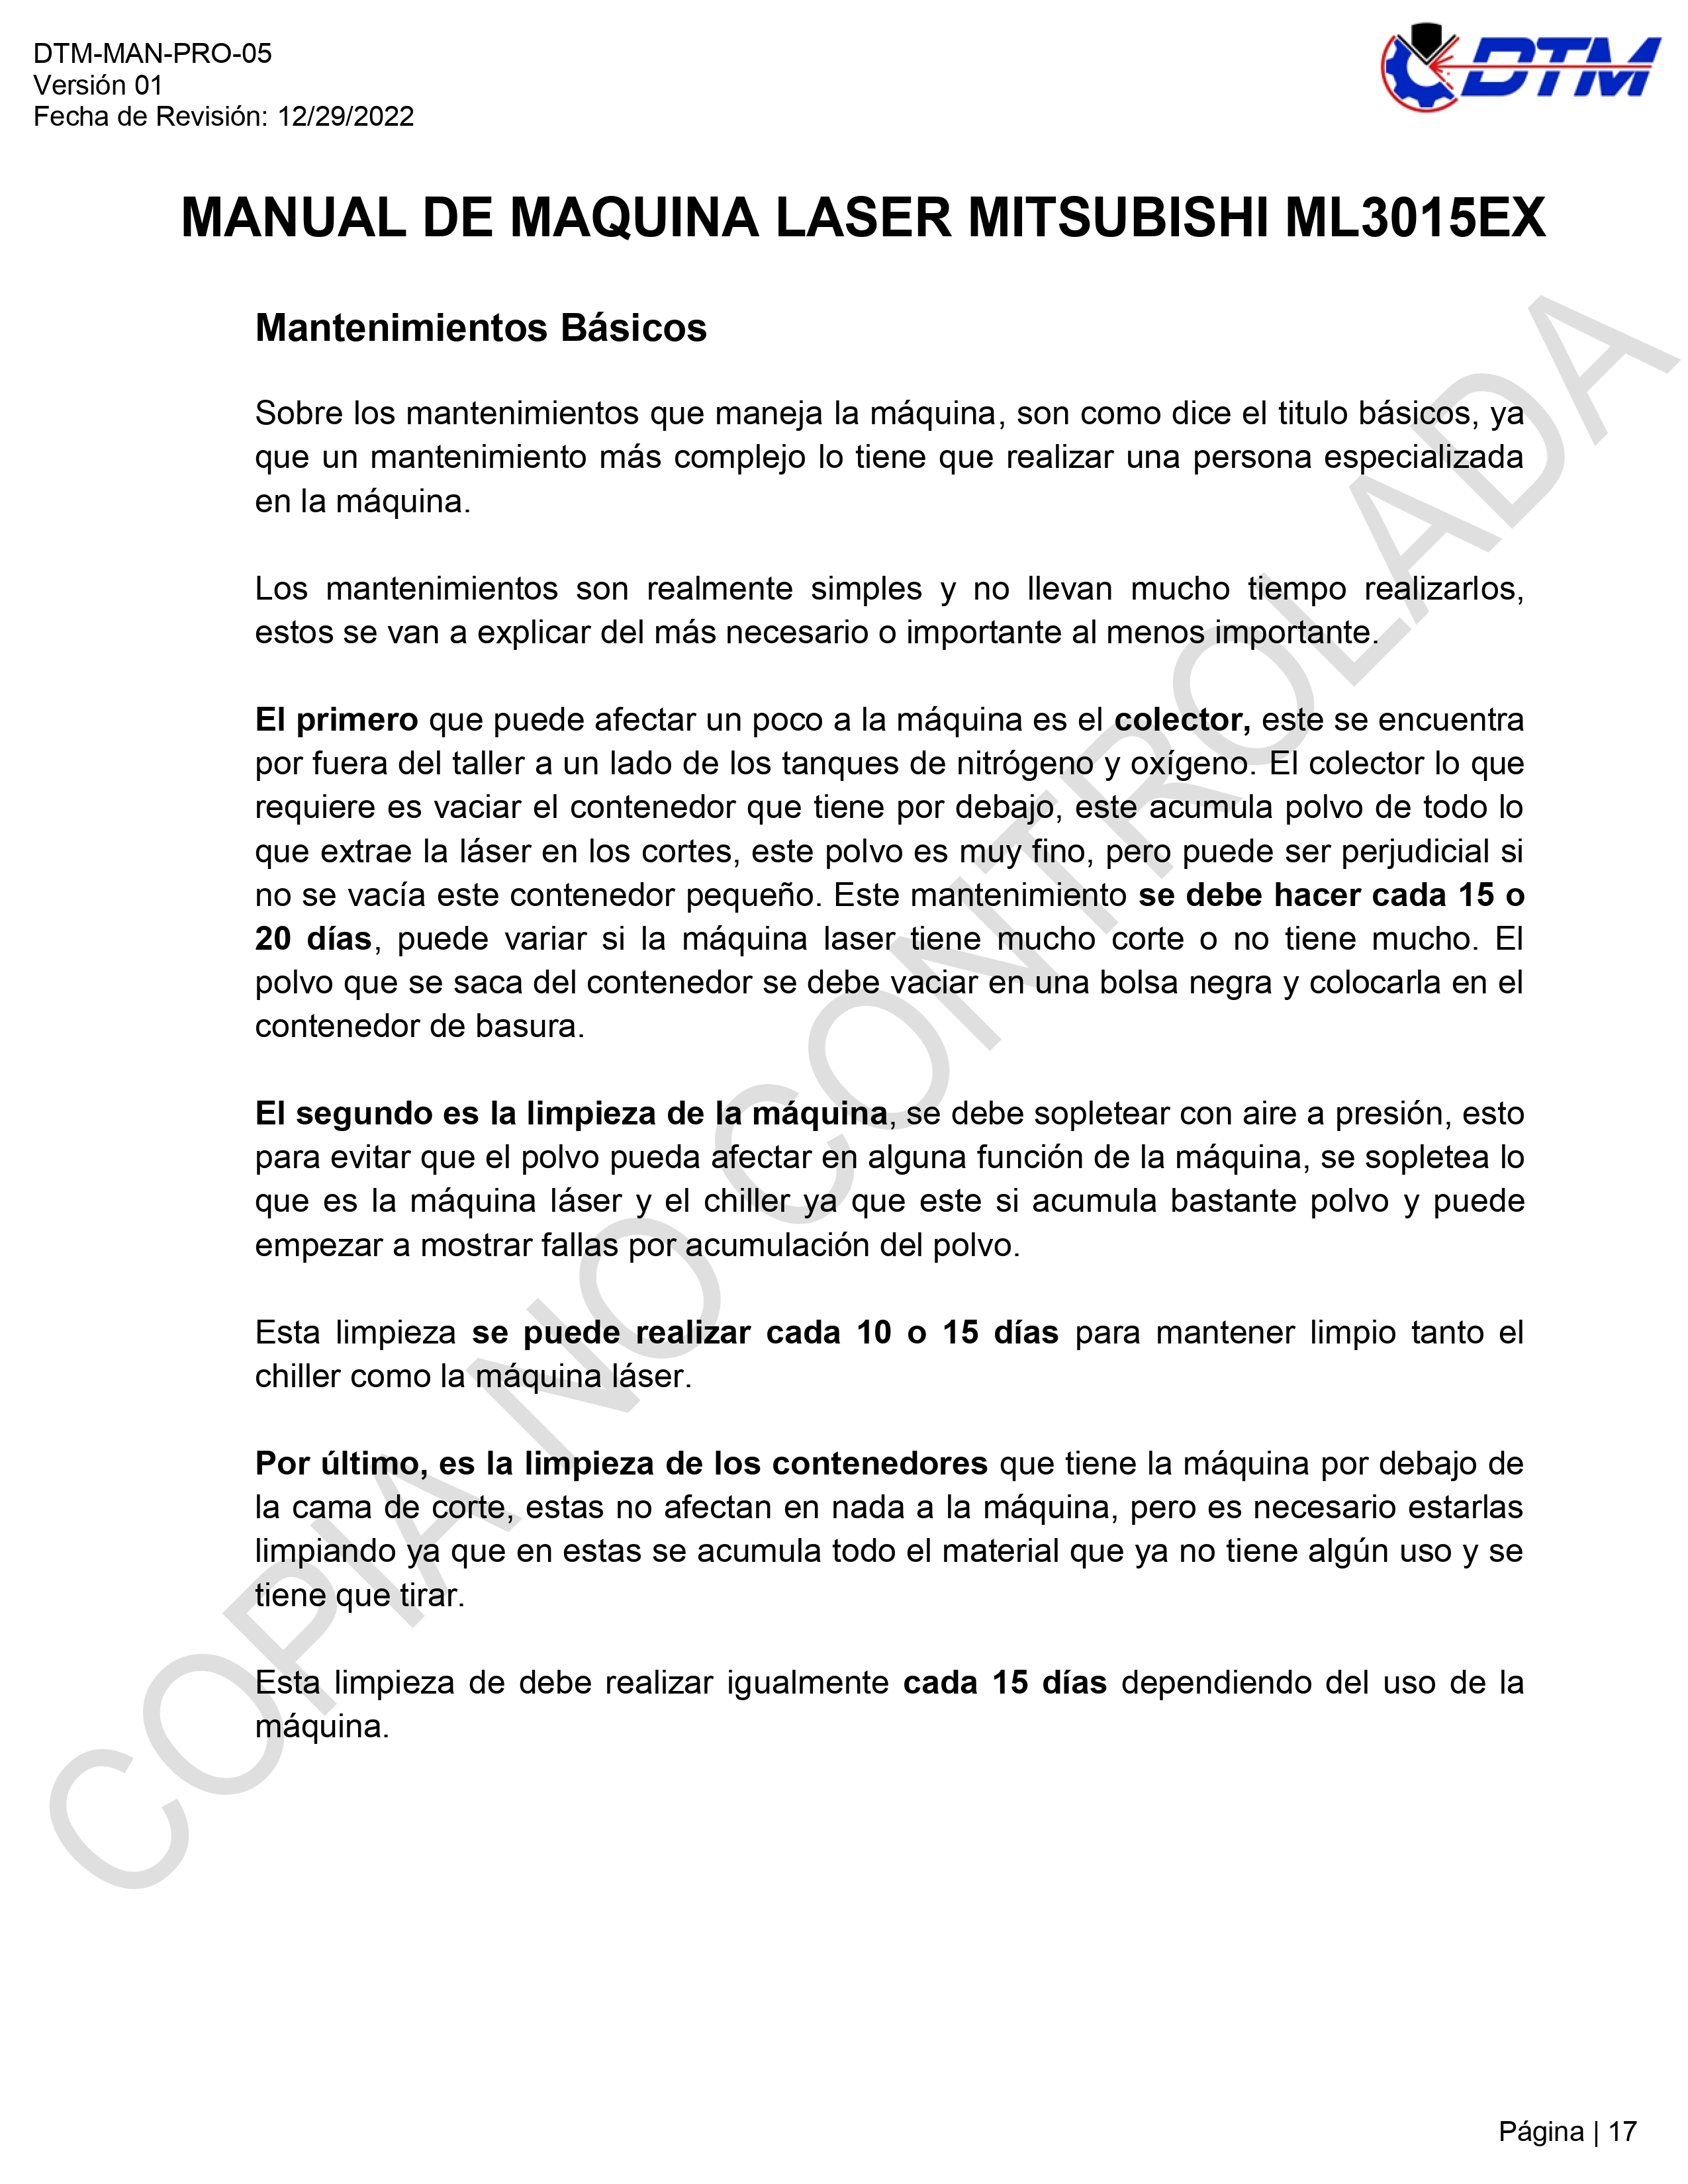 DTM-MAN-PRO-05
Versión 01
Fecha de Revisión: 12/29/2022
DTM
MANUAL DE MAQUINA LASER MITSUBISHI ML3015EX
Mantenimientos Básicos
Sobre los mantenimientos que maneja la máquina, son como dice el titulo básicos, ya
que un mantenimiento más complejo lo tiene que realizar una persona especializada
en la máquina.
Los mantenimientos son realmente simples y no llevan mucho tiempo realizarlos,
estos se van a explicar del más necesario o importante al menos importante.
El primero que puede afectar un poco a la máquina es el colector, este se encuentra
por fuera del taller a un lado de los tanques de nitrógeno y oxígeno. El colector lo que
requiere es vaciar el contenedor que tiene por debajo, este acumula polvo de todo lo
que extrae la láser en los cortes, este polvo es muy fino, pero puede ser perjudicial si
no se vacía este contenedor pequeño. Este mantenimiento se debe hacer cada 15 o
20 días, puede variar si la máquina laser tiene mucho corte o no tiene mucho. El
polvo que se saca del contenedor se debe vaciar en una bolsa negra y colocarla en el
contenedor de basura.
El segundo es la limpieza de la máquina, se debe sopletear con aire a presión, esto
para evitar que el polvo pueda afectar en alguna función de la máquina, se sopletea lo
que es la máquina láser y el chiller ya que este si acumula bastante polvo y puede
empezar a mostrar fallas por acumulación del polvo.
Esta limpieza se puede realizar cada 10 o 15 días para mantener limpio tanto el
chiller como la máquina láser.
Por último, es la limpieza de los contenedores que tiene la máquina por debajo de
la cama de corte, estas no afectan en nada a la máquina, pero es necesario estarlas
limpiando ya que en estas se acumula todo el material que ya no tiene algún uso y se
tiene que tirar.
Esta limpieza de debe realizar igualmente cada 15 días dependiendo del uso de la
máquina.
COPIA NO CONTROLADA
Página | 17